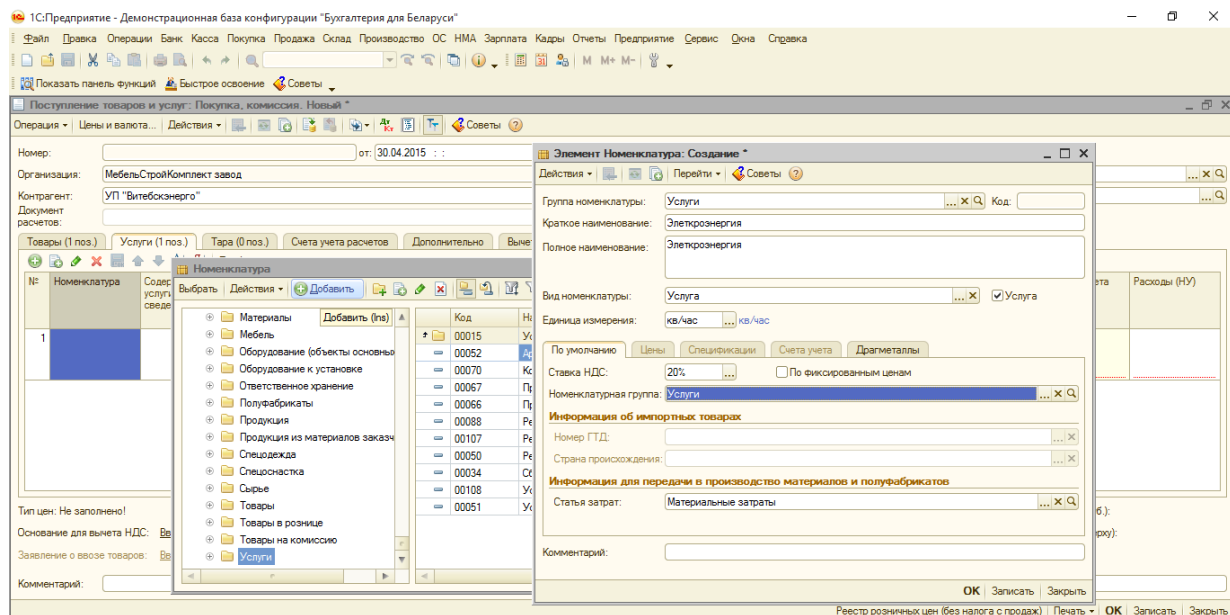 1С:Предприятие - Демонстрационная база конфигурации "Бухгалтерия для Беларуси"
Файл Правка Операции Банк Касса Покупка Продажа Склад Производство ОС НМА Зарплата Кадры Отчеты Предприятие Сервис Окна Справка
M M+ M-
Показать панель функций Быстрое освоение Советы
Поступление товаров и услуг: Покупка, комиссия. Новый *
Операция Цены и валюта... Действия Дт Кт Советы
Номер: от: 30.04.2015 : :
Организация: МебельСтройКомплект завод
Контрагент: УП "Витебскэнерго"
Документ расчетов:
Товары (1 поз.) Услуги (1 поз.) Тара (0 поз.) Счета учета расчетов Дополнительно
№ Номенклатура Расходы (НУ)
1
Тип цен: Не заполнено!
Основание для вычета НДС:
Заявление о ввозе товаров:
Комментарий:
Номенклатура
Выбрать Действия Добавить
Добавить (Ins)
Материалы
Мебель
Оборудование (объекты основных
Оборудование к установке
Ответственное хранение
Полуфабрикаты
Продукция
Продукция из материалов заказч
Спецодежда
Спецоснастка
Сырье
Товары
Товары в рознице
Товары на комиссию
Услуги
Код
00015
00052
00070
00067
00066
00088
00107
00050
00034
00108
00051
Элемент Номенклатура: Создание *
Действия Перейти Советы
Группа номенклатуры: Услуги Код:
Краткое наименование: Элеткроэнергия
Полное наименование: Элеткроэнергия
Вид номенклатуры: Услуга Услуга
Единица измерения: кв/час кв/час
По умолчанию Цены Спецификации Счета учета Драгметаллы
Ставка НДС: 20% По фиксированным ценам
Номенклатурная группа: Услуги
Информация об импортных товарах
Номер ГТД:
Страна происхождения:
Информация для передачи в производство материалов и полуфабрикатов
Статья затрат: Материальные затраты
Комментарий:
ОК Записать Закрыть
Реестр розничных цен (без налога с продаж) Печать ОК Записать Закрыть